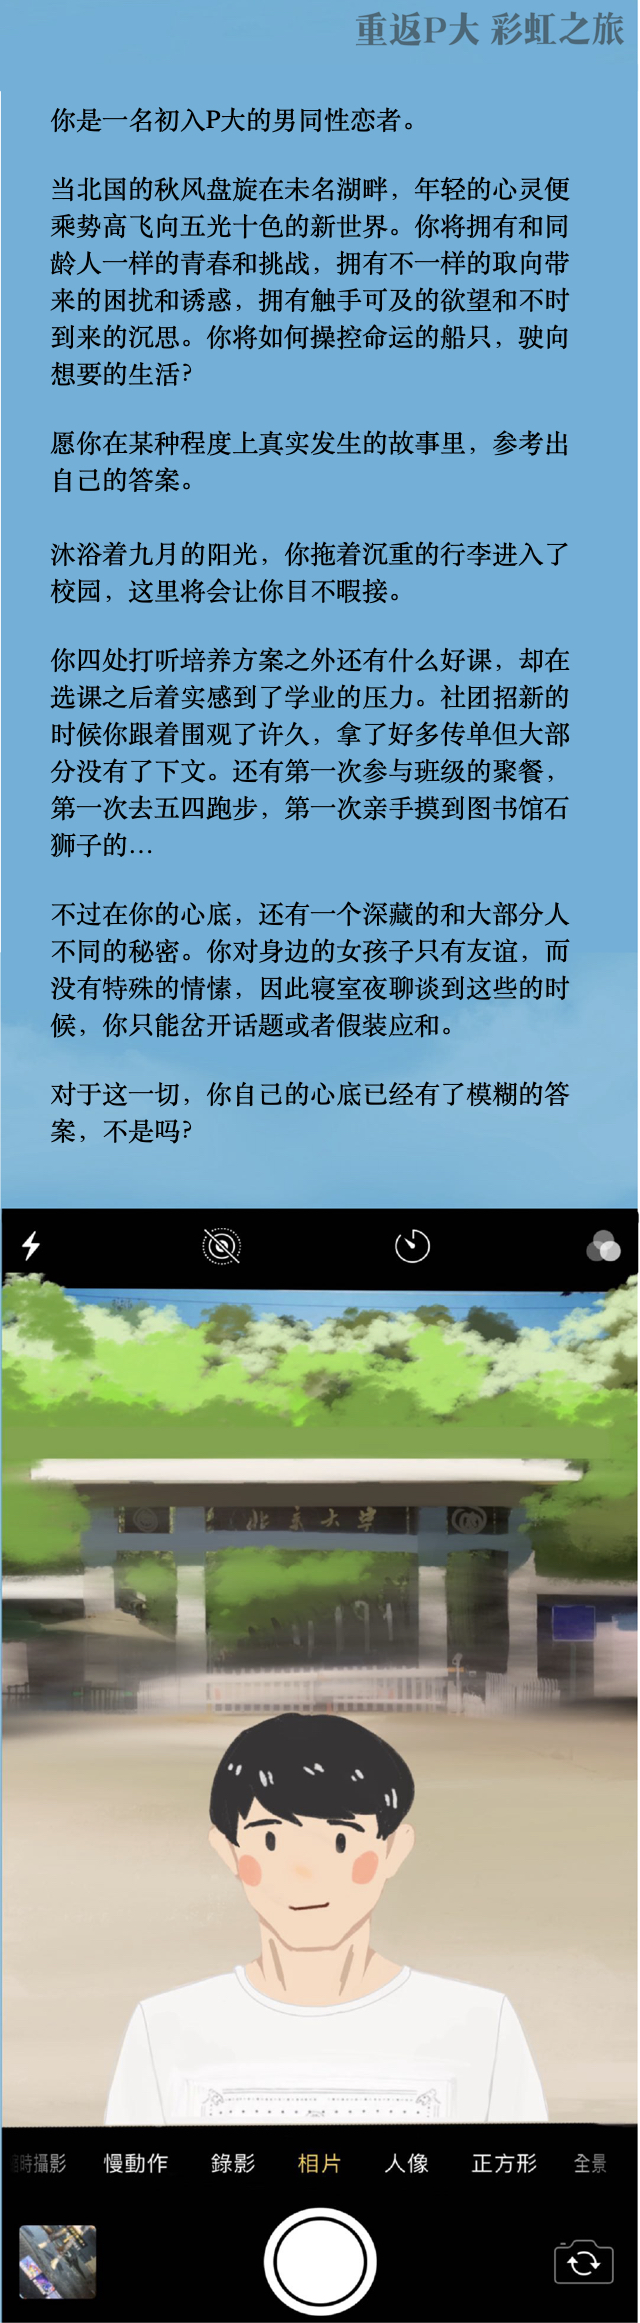 重返P大 彩虹之旅
你是一名初入P大的男同性恋者。
当北国的秋风盘旋在未名湖畔，年轻的心灵便
乘势高飞向五光十色的新世界。你将拥有和同
龄人一样的青春和挑战，拥有不一样的取向带
来的困扰和诱惑，拥有触手可及的欲望和不时
到来的沉思。你将如何操控命运的船只，驶向
想要的生活？
愿你在某种程度上真实发生的故事里，参考出
自己的答案。
沐浴着九月的阳光，你拖着沉重的行李进入了
校园，这里将会让你目不暇接。
你四处打听培养方案之外还有什么好课，却在
选课之后着实感到了学业的压力。社团招新的
时候你跟着围观了许久，拿了好多传单但大部
分没有了下文。还有第一次参与班级的聚餐，
第一次去五四跑步，第一次亲手摸到图书馆石
狮子的...
不过在你的心底，还有一个深藏的和大部分人
不同的秘密。你对身边的女孩子只有友谊，而
没有特殊的情愫，因此寝室夜聊谈到这些的时
候，你只能岔开话题或者假装应和。
对于这一切，你自己的心底已经有了模糊的答
案，不是吗？
北京大学
時攝影 慢動作 錄影 相片 人像 正方形 全景